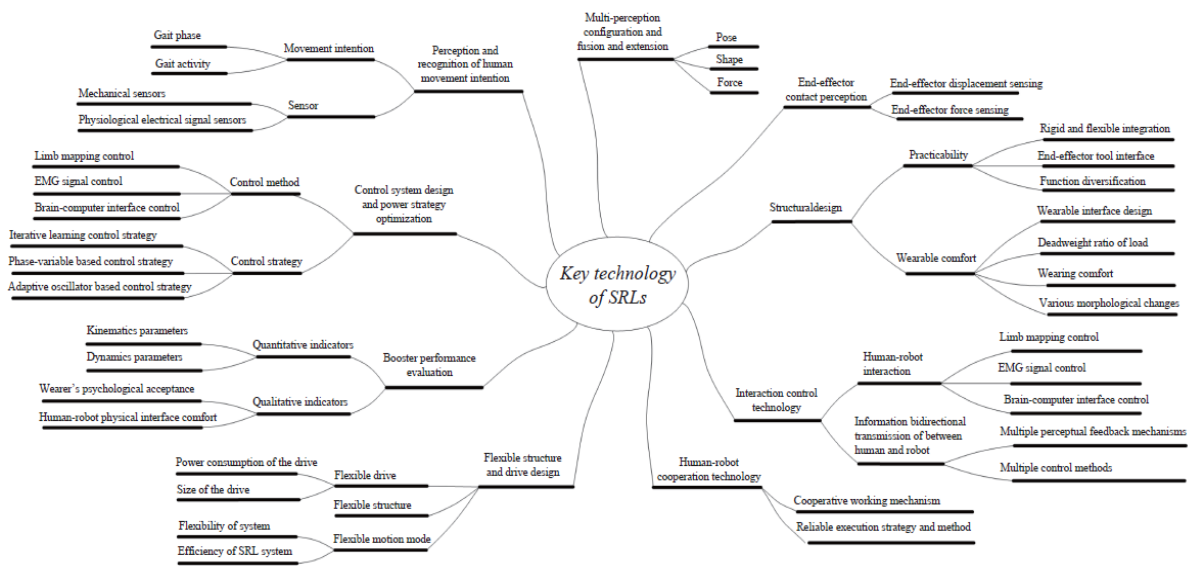 Key technology
of SRLs
Perception and
recognition of human
movement intention
Movement intention
Gait phase
Gait activity
Sensor
Mechanical sensors
Physiological electrical signal sensors
Control system design
and power strategy
optimization
Control method
Limb mapping control
EMG signal control
Brain-computer interface control
Control strategy
Iterative learning control strategy
Phase-variable based control strategy
Adaptive oscillator based control strategy
Booster performance
evaluation
Quantitative indicators
Kinematics parameters
Dynamics parameters
Qualitative indicators
Wearer's psychological acceptance
Human-robot physical interface comfort
Flexible structure
and drive design
Flexible drive
Power consumption of the drive
Size of the drive
Flexible structure
Flexible motion mode
Flexibility of system
Efficiency of SRL system
Multi-perception
configuration and
fusion and extension
Pose
Shape
Force
End-effector
contact perception
End-effector displacement sensing
End-effector force sensing
Structuraldesign
Practicability
Rigid and flexible integration
End-effector tool interface
Function diversification
Wearable comfort
Wearable interface design
Deadweight ratio of load
Wearing comfort
Various morphological changes
Interaction control
technology
Human-robot
interaction
Limb mapping control
EMG signal control
Brain-computer interface control
Information bidirectional
transmission of between
human and robot
Multiple perceptual feedback mechanisms
Multiple control methods
Human-robot
cooperation technology
Cooperative working mechanism
Reliable execution strategy and method